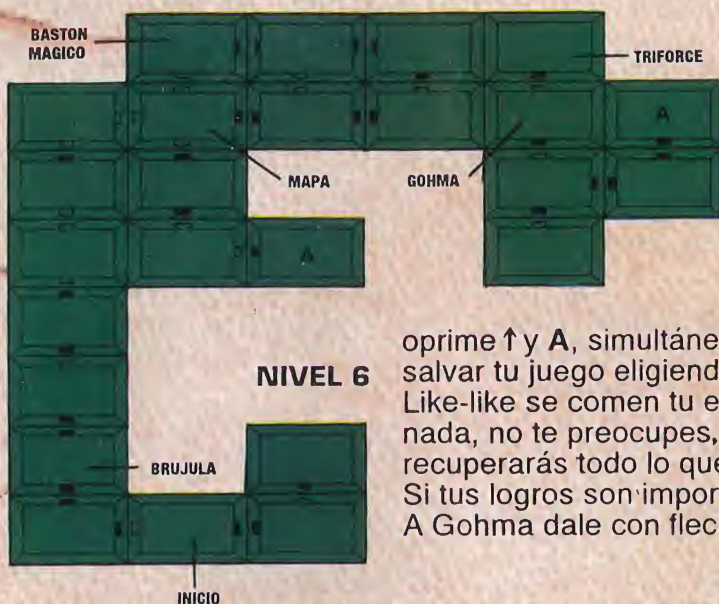 BASTON
MAGICO
TRIFORCE
A
MAPA
GOHMA
A
NIVEL 6
oprime ↑ y A, simultáne
salvar tu juego eligiend
Like-like se comen tu e
nada, no te preocupes,
recuperarás todo lo que
Si tus logros son impor
A Gohma dale con flec
BRUJULA
INICIO